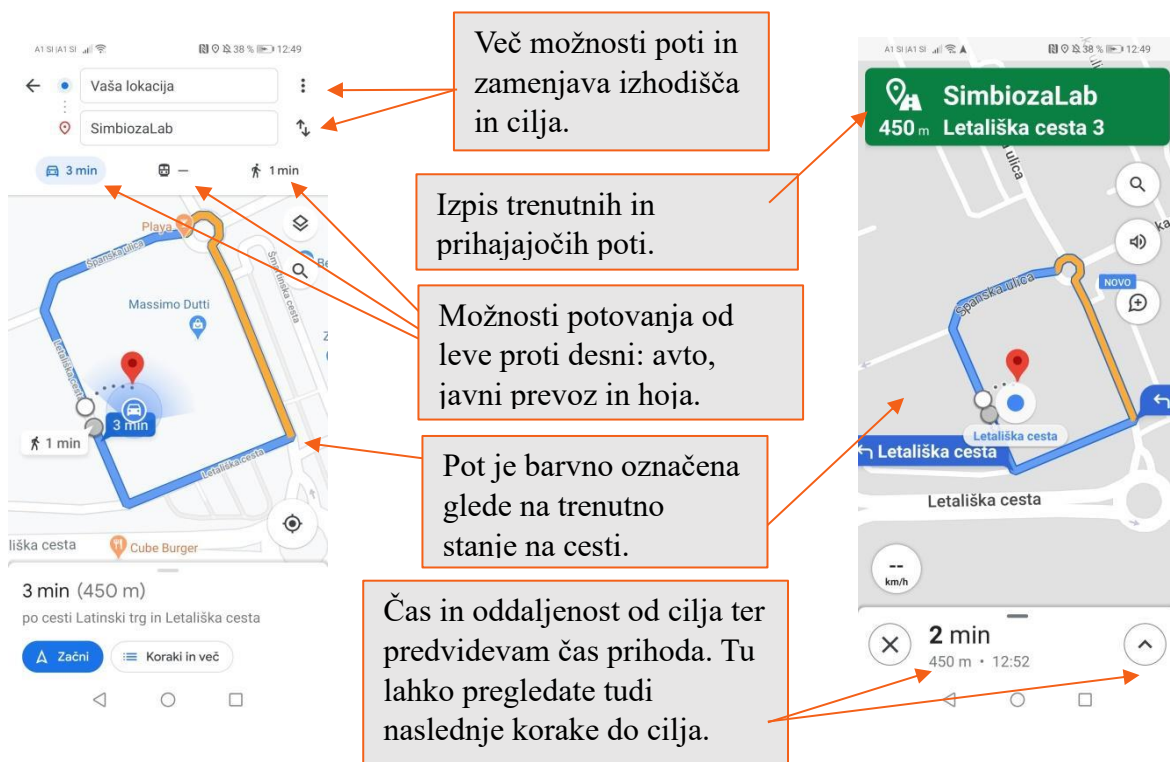 A1 SI |A1 SI 38 % 12:49
Vaša lokacija
SimbiozaLab
3 min
—
1 min
Playa
Španska ulica
Šmartinska cesta
Be
Massimo Dutti
Z
Letališka cesta
3 min
1 min
Letališka cesta
liška cesta
Cube Burger
3 min (450 m)
po cesti Latinski trg in Letališka cesta
Začni
Koraki in več
Več možnosti poti in
zamenjava izhodišča
in cilja.
Izpis trenutnih in
prihajajočih poti.
Možnosti potovanja od
leve proti desni: avto,
javni prevoz in hoja.
Pot je barvno označena
glede na trenutno
stanje na cesti.
Čas in oddaljenost od cilja ter
predvidevam čas prihoda. Tu
lahko pregledate tudi
naslednje korake do cilja.
A1 SI |A1 SI 38 % 12:49
SimbiozaLab
450 m Letališka cesta 3
ulica
ka
NOVO
Španska ulica
Letališka cesta
Letališka cesta
Letališka cesta
--
km/h
2 min
450 m • 12:52